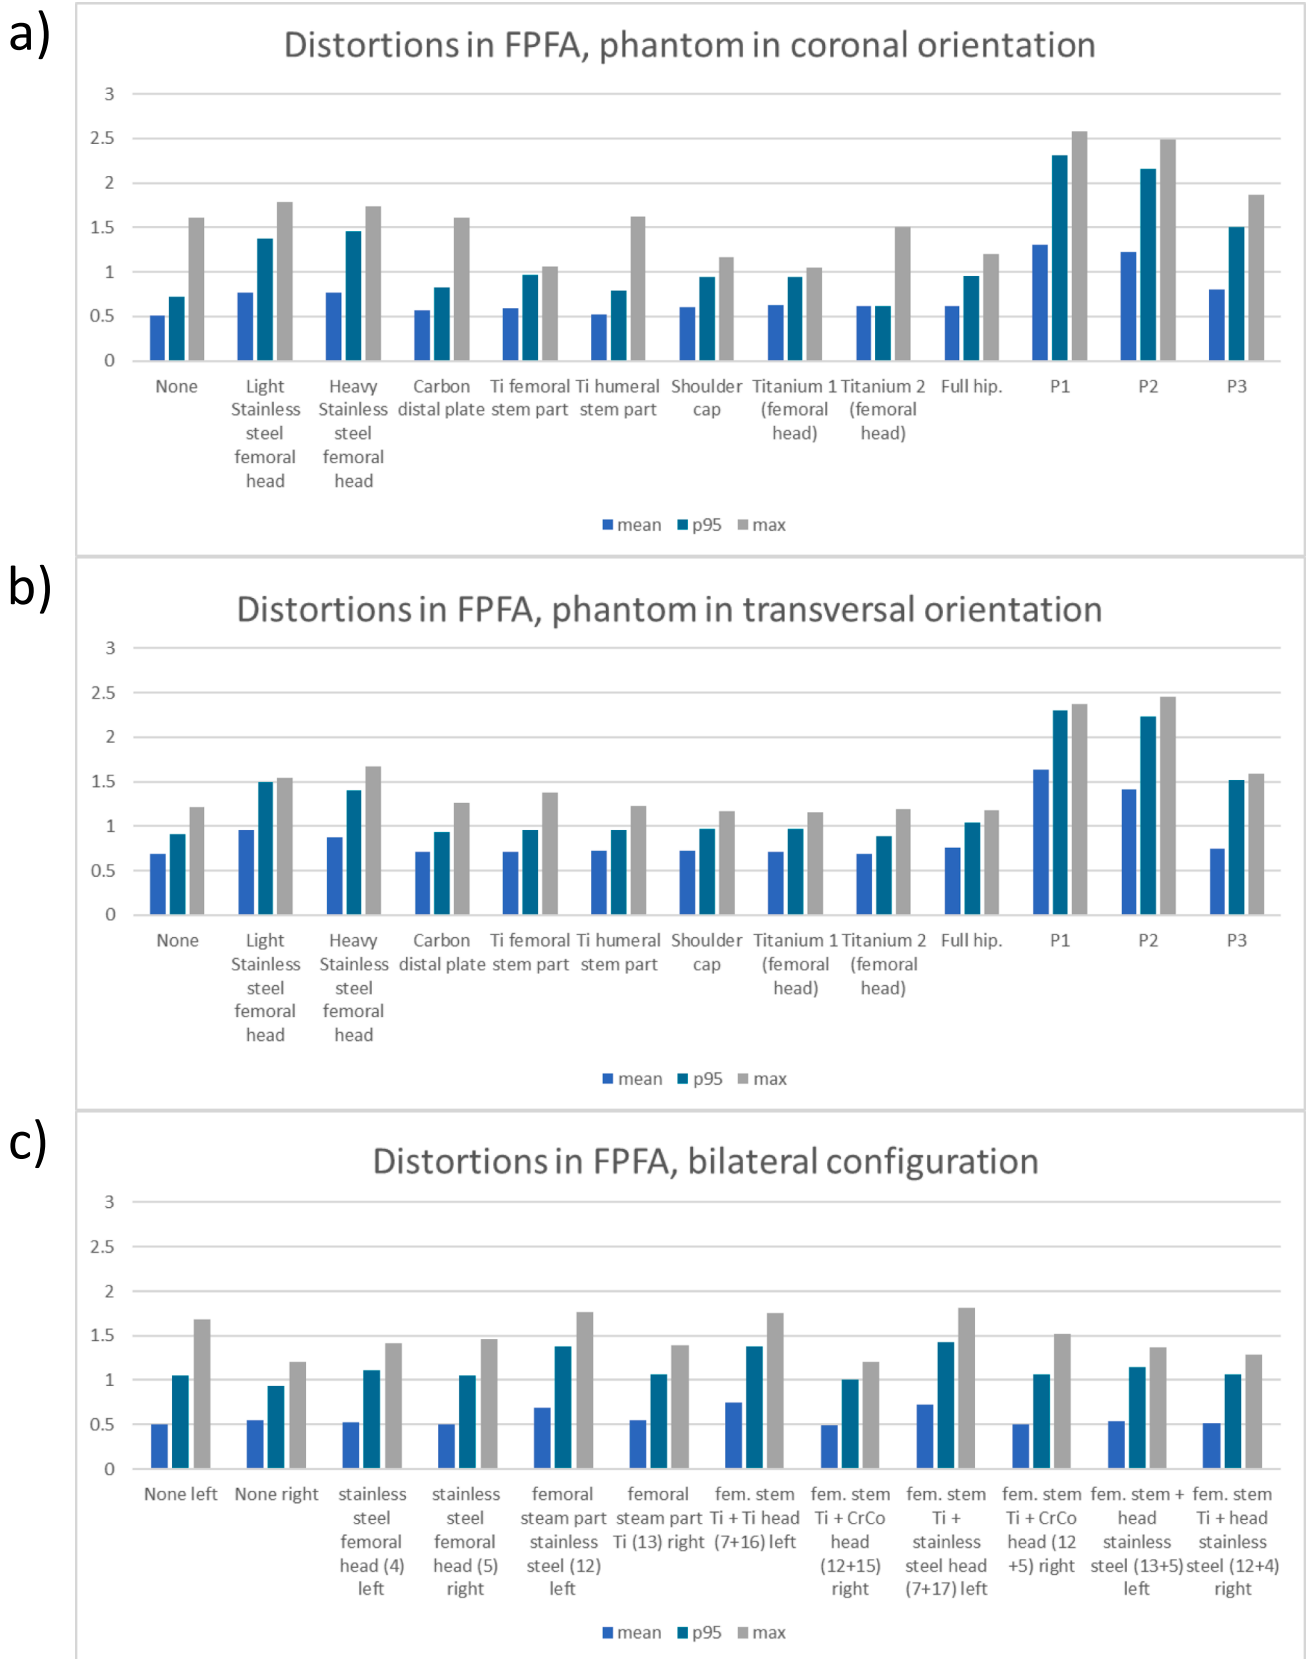 a)
Distortions in FPFA, phantom in coronal orientation
3
2.5
2
1.5
1
0.5
0
None Light Heavy Carbon Ti femoral Ti humeral Shoulder Titanium 1 Titanium 2 Full hip. P1 P2 P3
Stainless Stainless distal plate stem part stem part cap (femoral (femoral
steel steel head) head)
femoral femoral
head head
mean p95 max
b)
Distortions in FPFA, phantom in transversal orientation
3
2.5
2
1.5
1
0.5
0
None Light Heavy Carbon Ti femoral Ti humeral Shoulder Titanium 1 Titanium 2 Full hip. P1 P2 P3
Stainless Stainless distal plate stem part stem part cap (femoral (femoral
steel steel head) head)
femoral femoral
head head
mean p95 max
c)
Distortions in FPFA, bilateral configuration
3
2.5
2
1.5
1
0.5
0
None left None right stainless stainless femoral femoral fem. stem fem. stem fem. stem fem. stem fem. stem + fem. stem
steel steel steam part steam part Ti + Ti head Ti + CrCo Ti + Ti + CrCo head Ti + head
femoral femoral stainless Ti (13) right (7+16) left head stainless head (12 stainless stainless
head (4) head (5) steel (12) (12+15) steel head +5) right steel (13+5) steel (12+4)
left right left right (7+17) left left right
mean p95 max